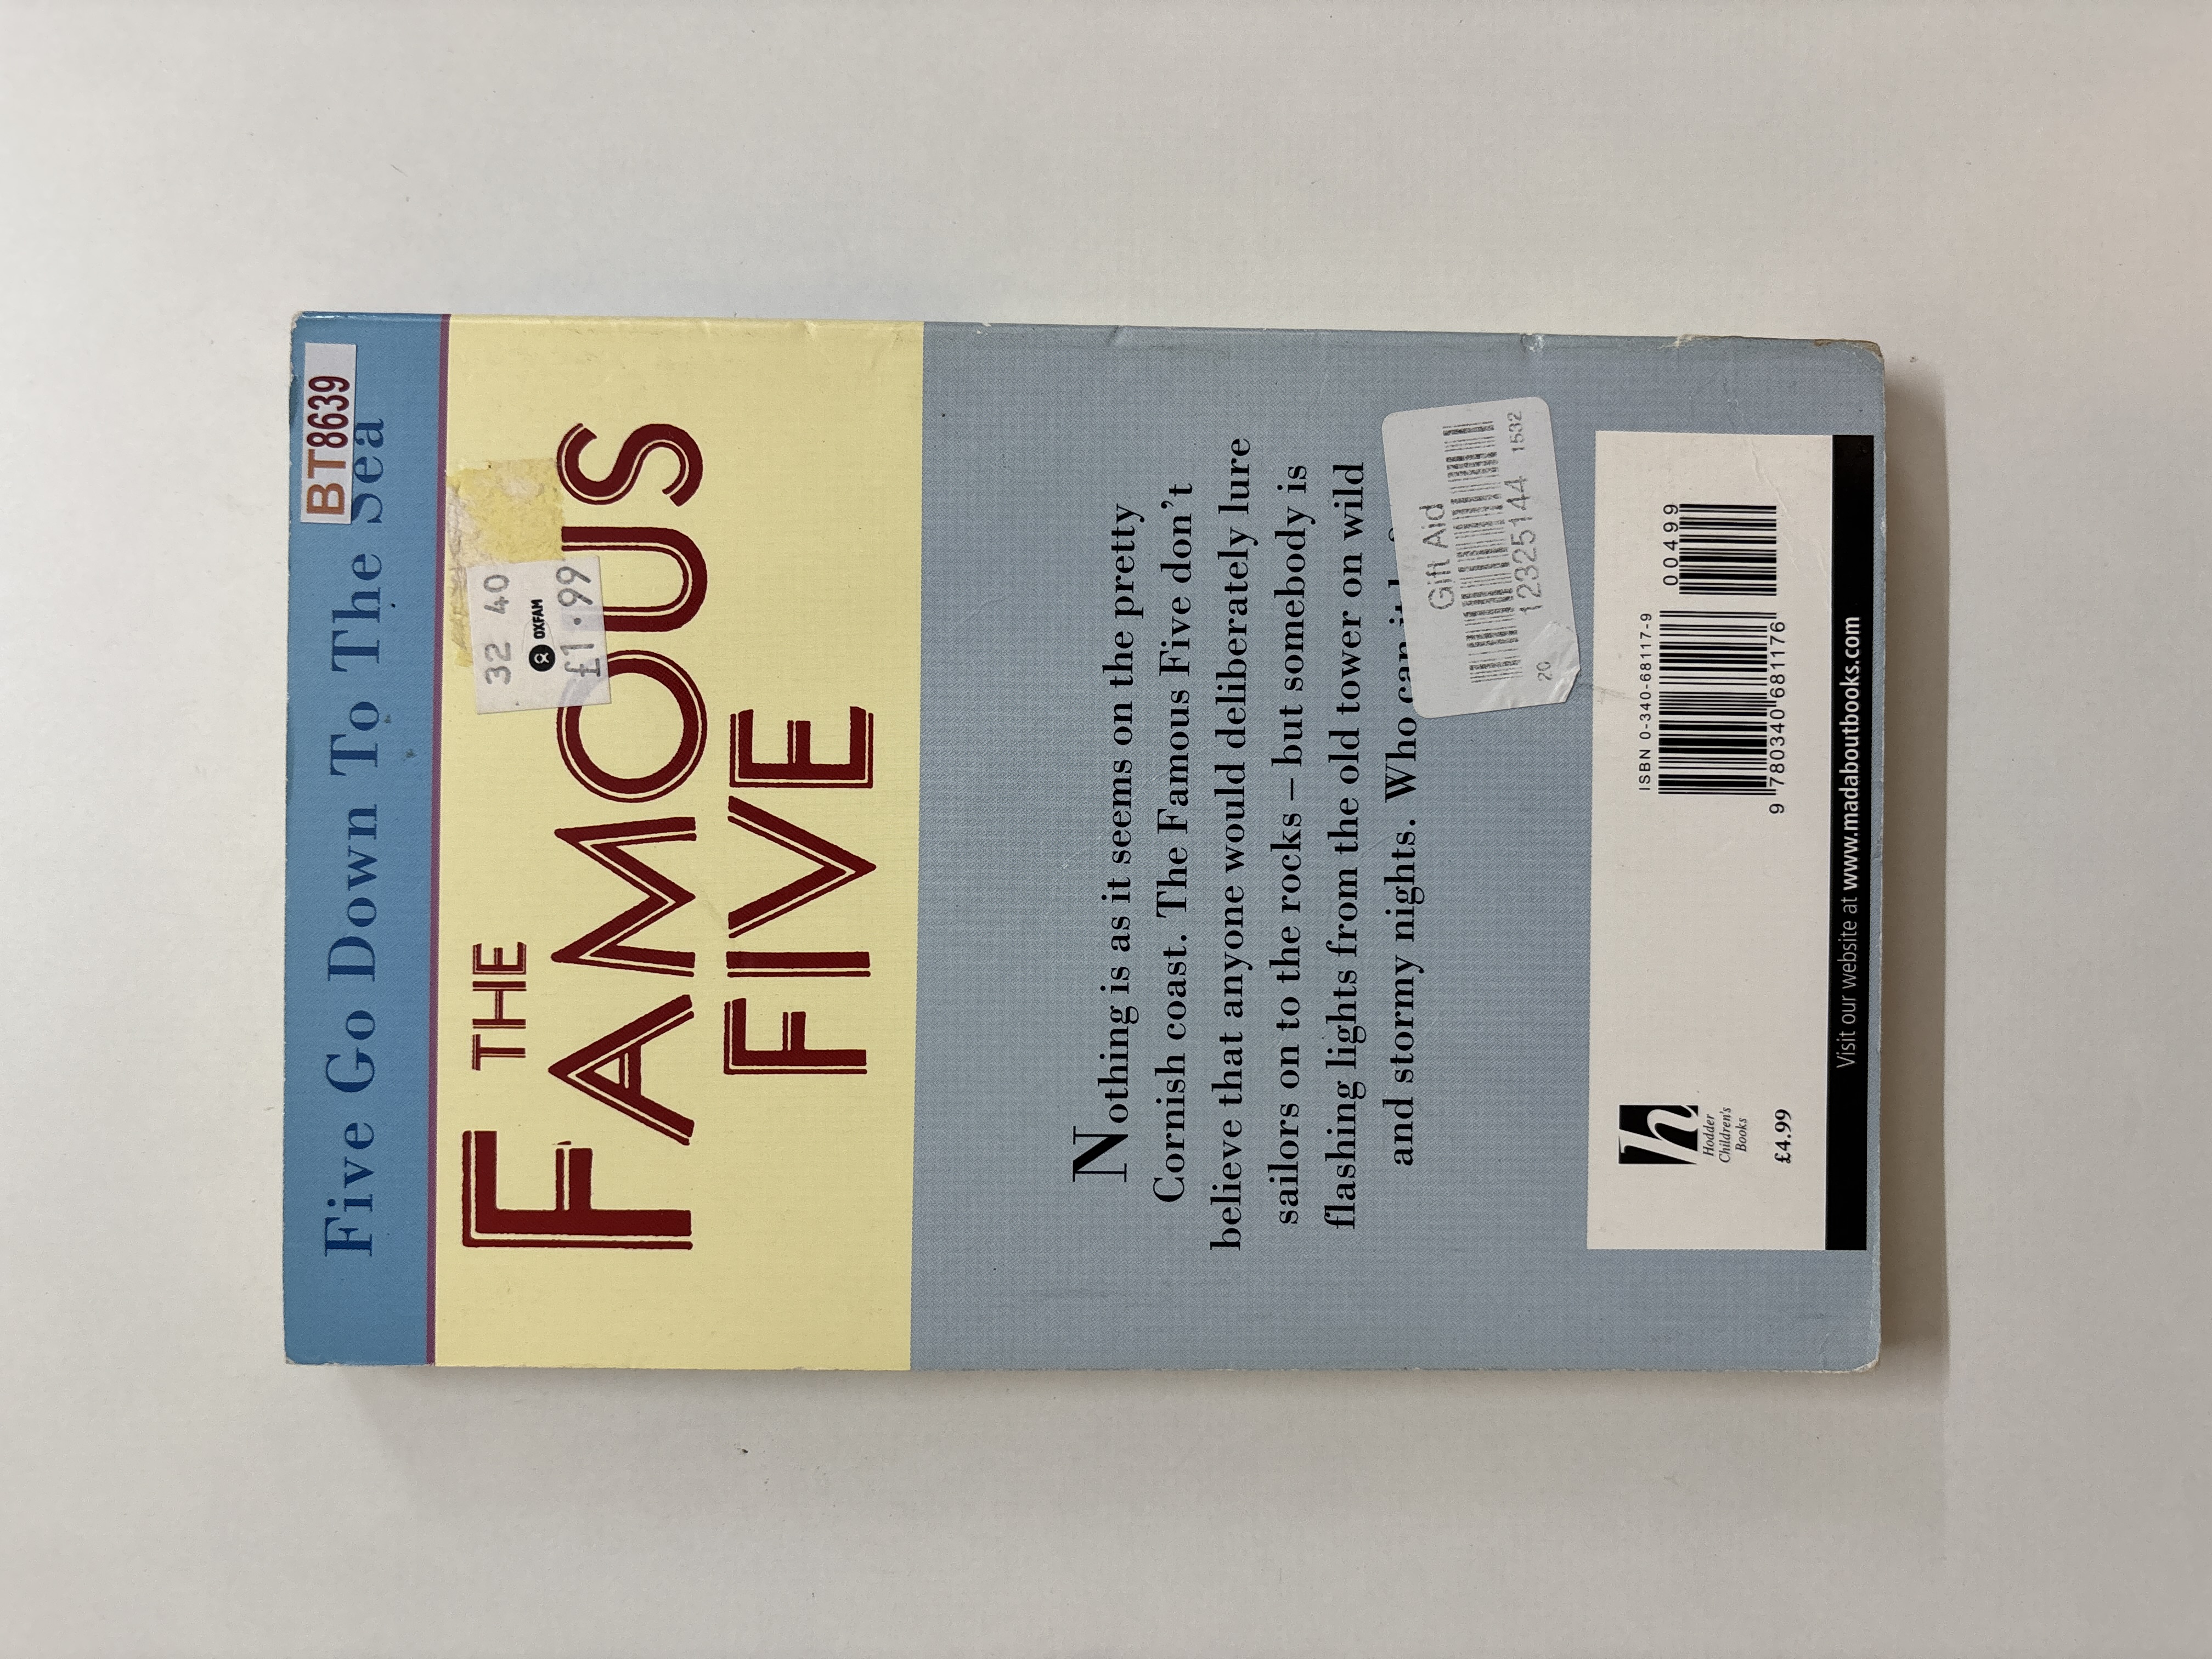 BT8639
Five Go Down To The Sea
32 40
OXFAM
£1.99
THE
FAMOUS
FIVE
Nothing is as it seems on the pretty
Cornish coast. The Famous Five don't
believe that anyone would deliberately lure
sailors on to the rocks – but somebody is
flashing lights from the old tower on wild
and stormy nights. Who can it
Gift Aid
12325144
20
1532
ISBN 0-340-68117-9
00499
9 780340 681176
h
Hodder
Children's
Books
£4.99
Visit our website at www.madaboutbooks.com